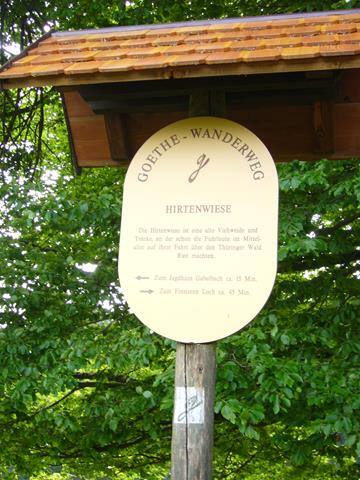 GOETHE - WANDERWEG
g
HIRTENWIESE
Die Hirtenwiese ist eine alte Viehweide und
Tränke, an der schon die Fuhrleute im Mittel-
alter auf ihrer Fahrt über den Thüringer Wald
Rast machten.
Zum Jagdhaus Gabelbach ca. 15 Min.
Zum Finsteren Loch ca. 45 Min.
g